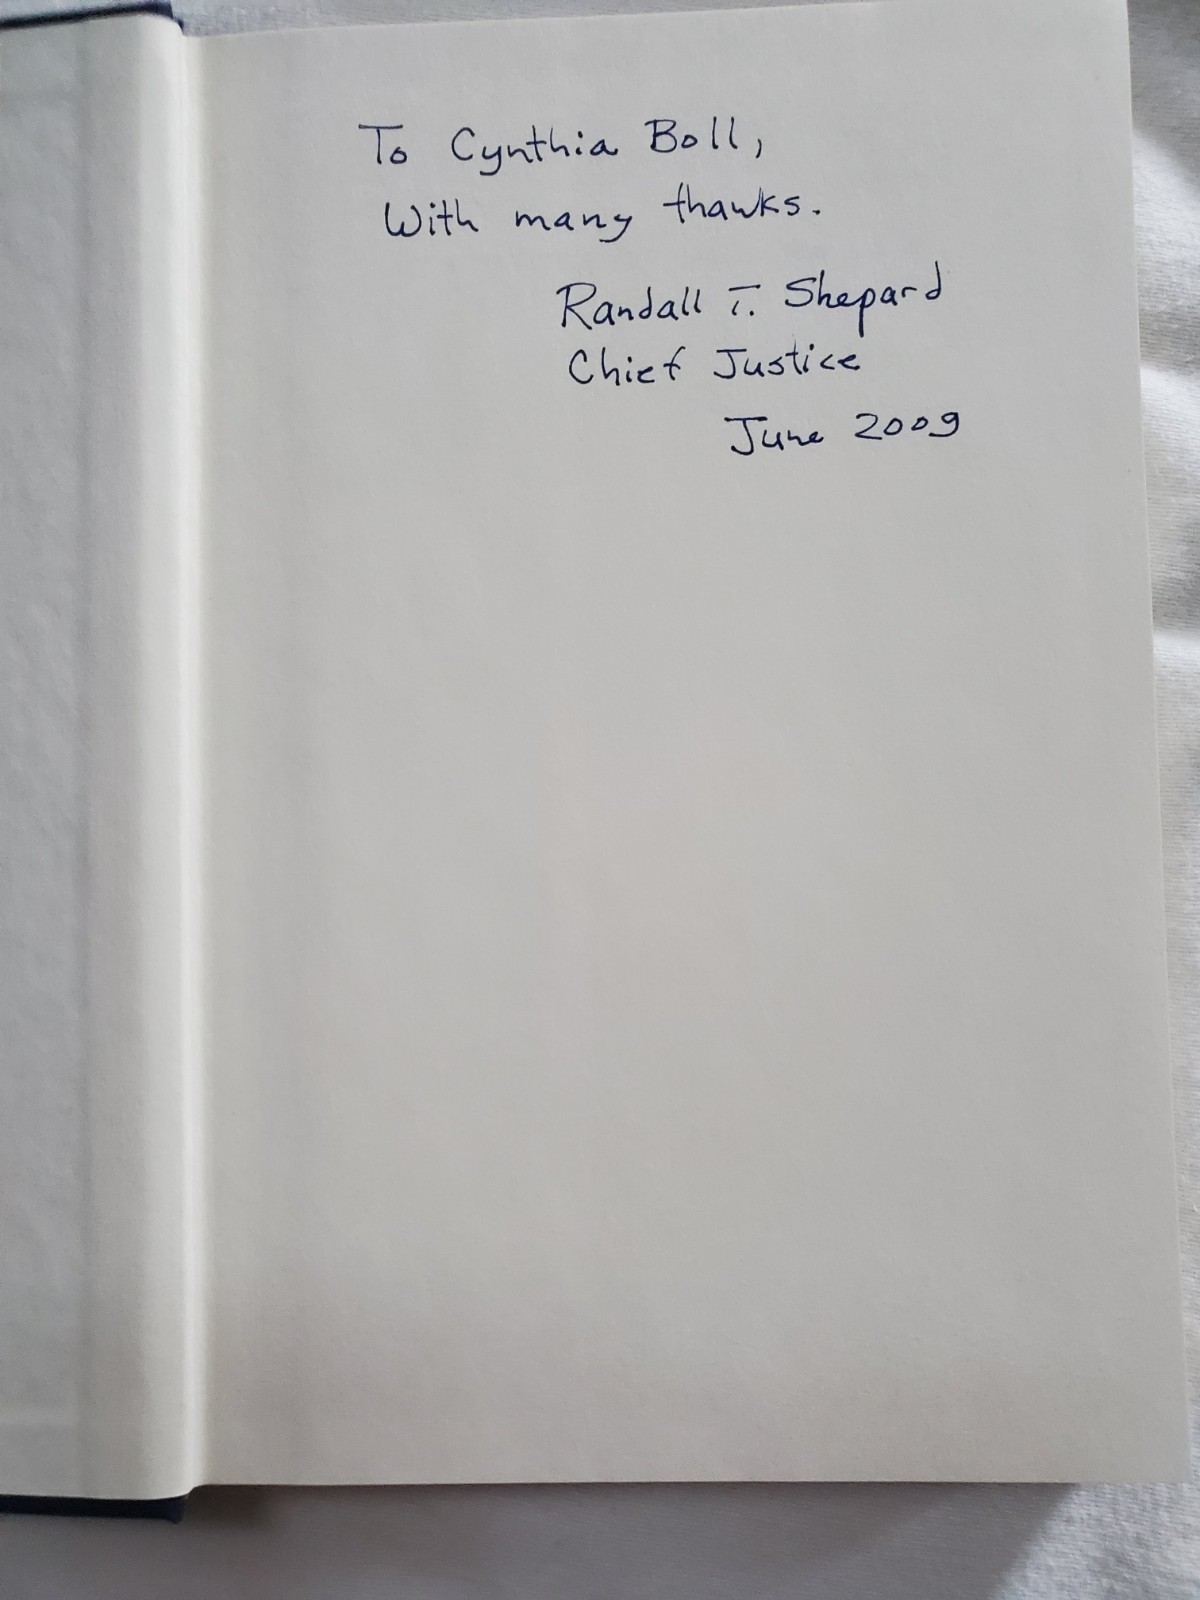 To Cynthia Boll,
With many thanks.
Randall T. Shepard
Chief Justice
June 2009